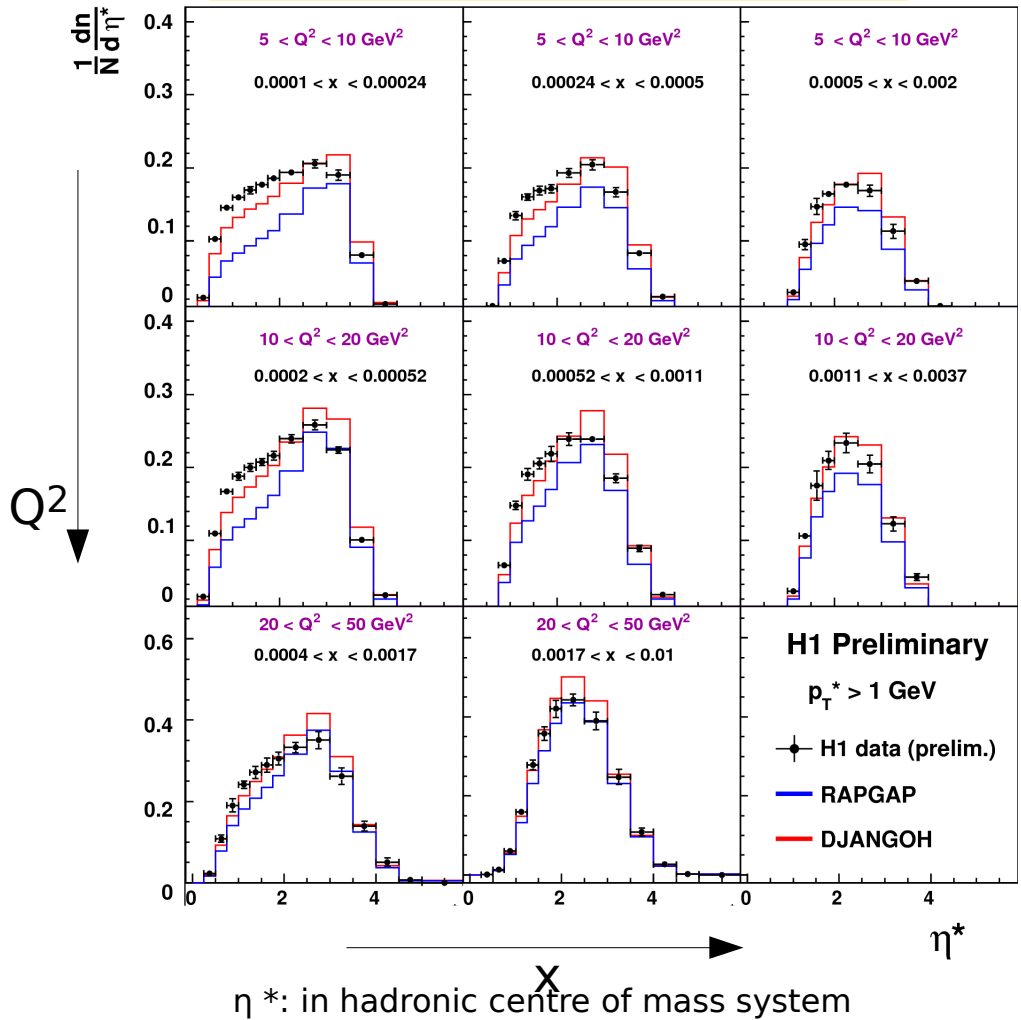 1/N dn/dη*
5 < Q² < 10 GeV²
0.0001 < x < 0.00024
5 < Q² < 10 GeV²
0.00024 < x < 0.0005
5 < Q² < 10 GeV²
0.0005 < x < 0.002
0.4
0.3
0.2
0.1
0
10 < Q² < 20 GeV²
0.0002 < x < 0.00052
10 < Q² < 20 GeV²
0.00052 < x < 0.0011
10 < Q² < 20 GeV²
0.0011 < x < 0.0037
0.4
0.3
0.2
0.1
0
Q²
20 < Q² < 50 GeV²
0.0004 < x < 0.0017
20 < Q² < 50 GeV²
0.0017 < x < 0.01
0.6
0.4
0.2
0
H1 Preliminary
p_T* > 1 GeV
H1 data (prelim.)
RAPGAP
DJANGOH
0 2 4 0 2 4 0 2 4
η*
x
η *: in hadronic centre of mass system